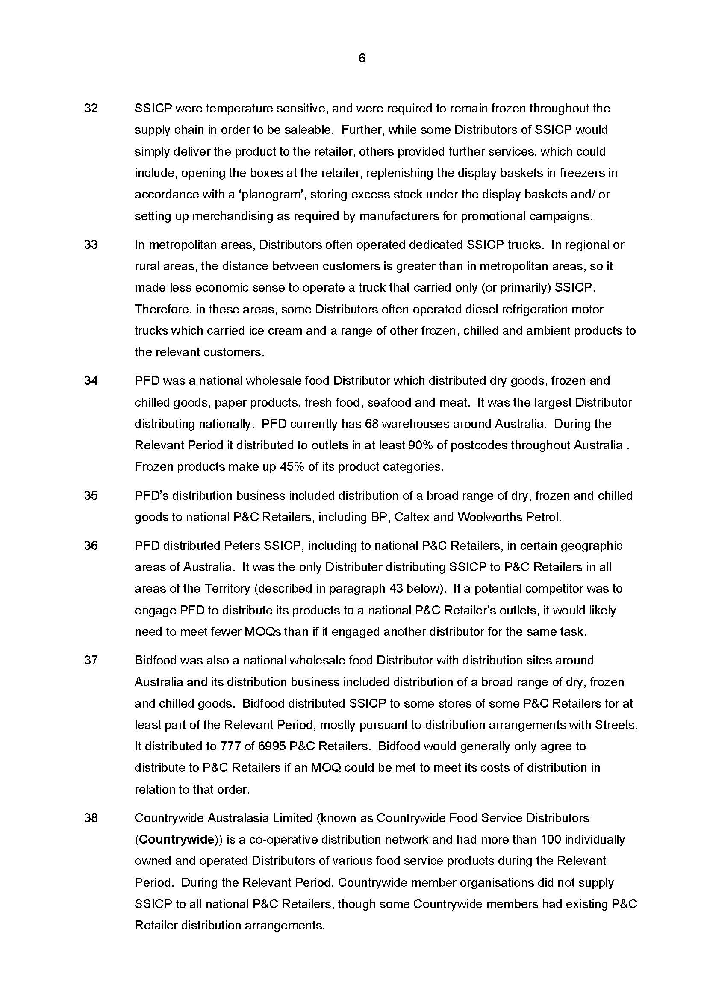 6
32 SSICP were temperature sensitive, and were required to remain frozen throughout the
supply chain in order to be saleable.  Further, while some Distributors of SSICP would
simply deliver the product to the retailer, others provided further services, which could
include, opening the boxes at the retailer, replenishing the display baskets in freezers in
accordance with a ‘planogram’, storing excess stock under the display baskets and/ or
setting up merchandising as required by manufacturers for promotional campaigns.
33 In metropolitan areas, Distributors often operated dedicated SSICP trucks.  In regional or
rural areas, the distance between customers is greater than in metropolitan areas, so it
made less economic sense to operate a truck that carried only (or primarily) SSICP.
Therefore, in these areas, some Distributors often operated diesel refrigeration motor
trucks which carried ice cream and a range of other frozen, chilled and ambient products to
the relevant customers.
34 PFD was a national wholesale food Distributor which distributed dry goods, frozen and
chilled goods, paper products, fresh food, seafood and meat.  It was the largest Distributor
distributing nationally.  PFD currently has 68 warehouses around Australia.  During the
Relevant Period it distributed to outlets in at least 90% of postcodes throughout Australia .
Frozen products make up 45% of its product categories.
35 PFD’s distribution business included distribution of a broad range of dry, frozen and chilled
goods to national P&C Retailers, including BP, Caltex and Woolworths Petrol.
36 PFD distributed Peters SSICP, including to national P&C Retailers, in certain geographic
areas of Australia.  It was the only Distributer distributing SSICP to P&C Retailers in all
areas of the Territory (described in paragraph 43 below).  If a potential competitor was to
engage PFD to distribute its products to a national P&C Retailer’s outlets, it would likely
need to meet fewer MOQs than if it engaged another distributor for the same task.
37 Bidfood was also a national wholesale food Distributor with distribution sites around
Australia and its distribution business included distribution of a broad range of dry, frozen
and chilled goods.  Bidfood distributed SSICP to some stores of some P&C Retailers for at
least part of the Relevant Period, mostly pursuant to distribution arrangements with Streets.
It distributed to 777 of 6995 P&C Retailers.  Bidfood would generally only agree to
distribute to P&C Retailers if an MOQ could be met to meet its costs of distribution in
relation to that order.
38 Countrywide Australasia Limited (known as Countrywide Food Service Distributors
(Countrywide)) is a co-operative distribution network and had more than 100 individually
owned and operated Distributors of various food service products during the Relevant
Period.  During the Relevant Period, Countrywide member organisations did not supply
SSICP to all national P&C Retailers, though some Countrywide members had existing P&C
Retailer distribution arrangements.